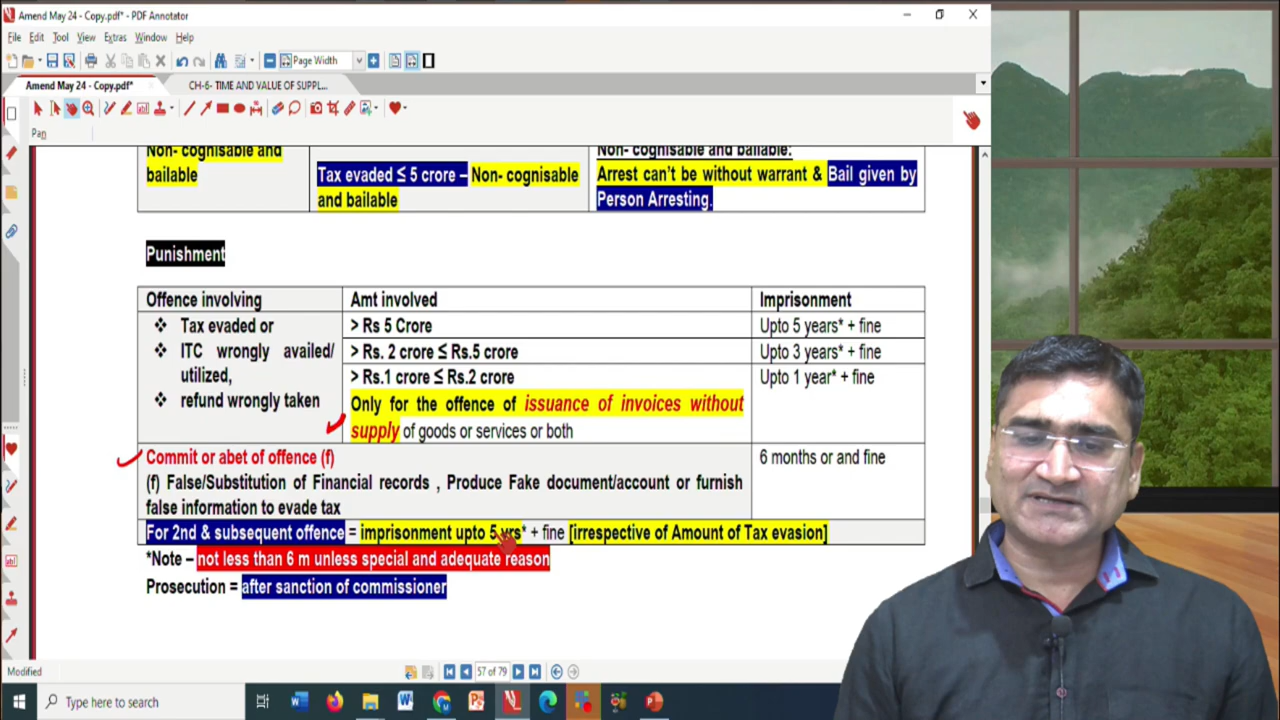 Amend May 24 - Copy.pdf* - PDF Annotator
File Edit Tool View Extras Window Help
Page Width
Amend May 24 - Copy.pdf*
CH-6- TIME AND VALUE OF SUPPL...
Pan
Non- cognisable and
bailable
Tax evaded ≤ 5 crore – Non- cognisable
and bailable
Non- cognisable and bailable:
Arrest can't be without warrant & Bail given by
Person Arresting.
Punishment
Offence involving
Amt involved
Imprisonment
❖ Tax evaded or
❖ ITC wrongly availed/
utilized,
❖ refund wrongly taken
> Rs 5 Crore
Upto 5 years* + fine
> Rs. 2 crore ≤ Rs.5 crore
Upto 3 years* + fine
> Rs.1 crore ≤ Rs.2 crore
Only for the offence of issuance of invoices without
supply of goods or services or both
Upto 1 year* + fine
Commit or abet of offence (f)
(f) False/Substitution of Financial records , Produce Fake document/account or furnish
false information to evade tax
6 months or and fine
For 2nd & subsequent offence = imprisonment upto 5 yrs* + fine [irrespective of Amount of Tax evasion]
*Note – not less than 6 m unless special and adequate reason
Prosecution = after sanction of commissioner
Modified
57 of 79
Type here to search